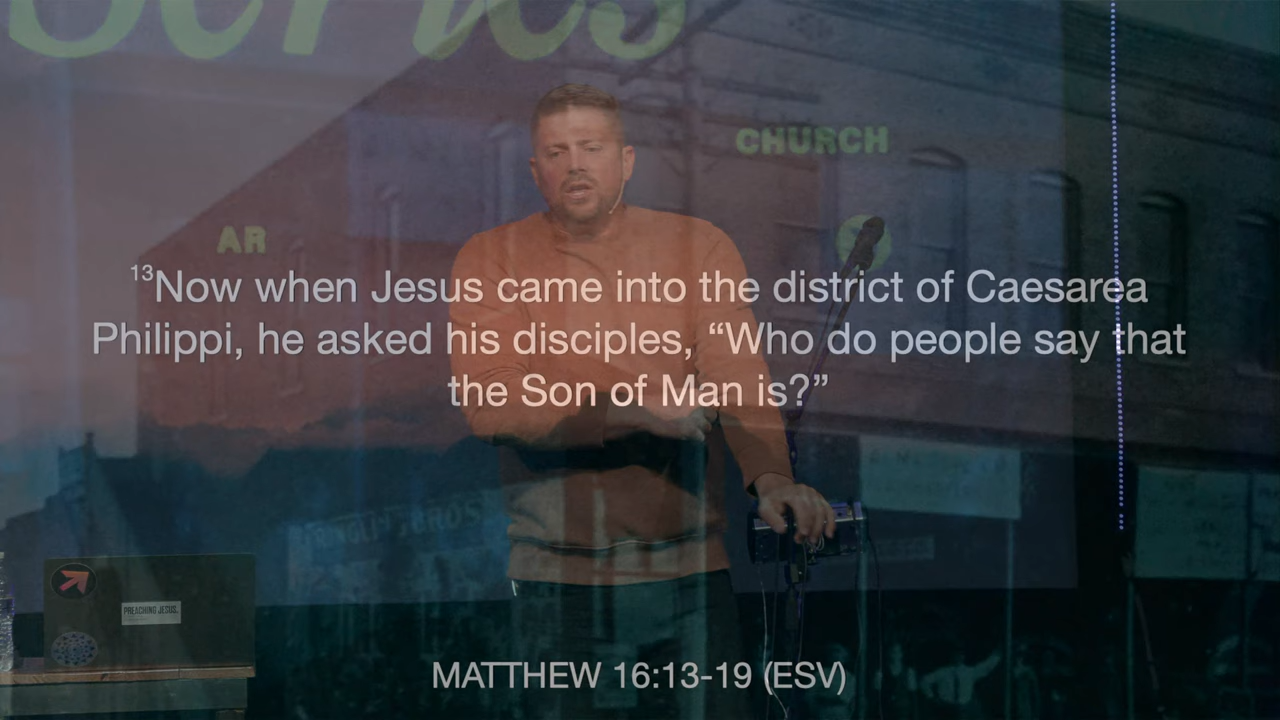 Series
CHURCH
AR
¹³Now when Jesus came into the district of Caesarea
Philippi, he asked his disciples, “Who do people say that
the Son of Man is?”
PREACHING JESUS.
MATTHEW 16:13-19 (ESV)